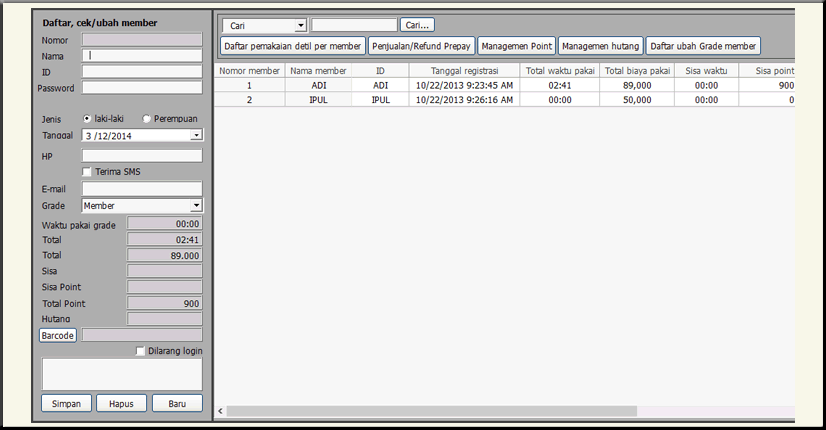 Daftar, cek/ubah member
Nomor
Nama
ID
Password
Jenis laki-laki Perempuan
Tanggal 3 /12/2014
HP
Terima SMS
E-mail
Grade Member
Waktu pakai grade 00:00
Total 02:41
Total 89.000
Sisa
Sisa Point
Total Point 900
Hutang
Barcode
Dilarang login
Simpan Hapus Baru
Cari Cari...
Daftar pemakaian detil per member Penjualan/Refund Prepay Managemen Point Managemen hutang Daftar ubah Grade member
Nomor member Nama member ID Tanggal registrasi Total waktu pakai Total biaya pakai Sisa waktu Sisa point
1 ADI ADI 10/22/2013 9:23:45 AM 02:41 89,000 00:00 900
2 IPUL IPUL 10/22/2013 9:26:16 AM 00:00 50,000 00:00 0